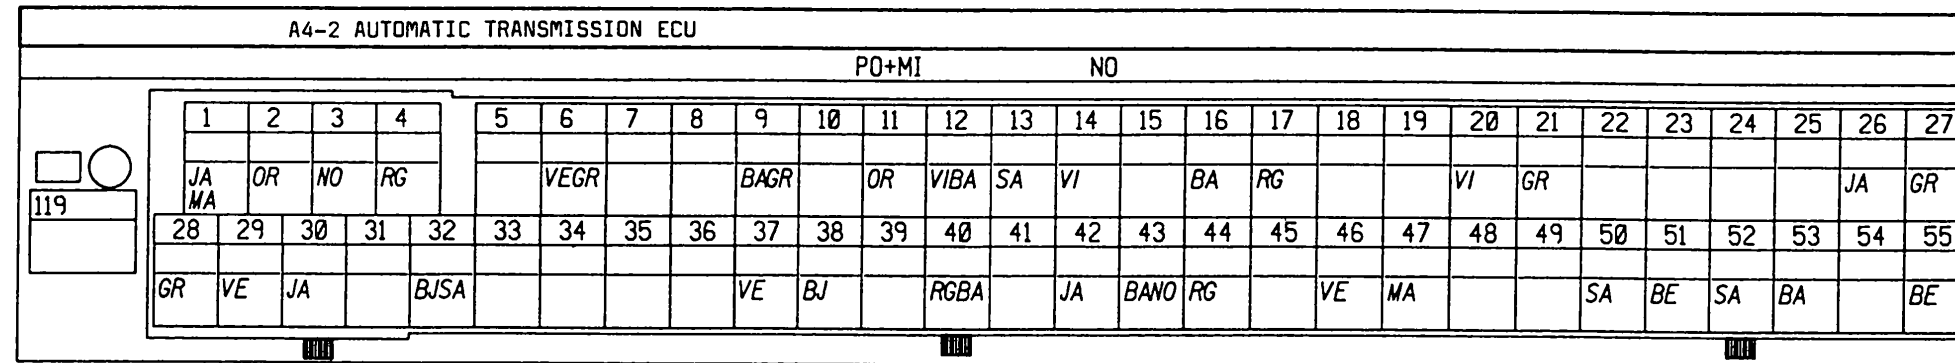 A4-2 AUTOMATIC TRANSMISSION ECU
PO+MI NO
1 2 3 4 5 6 7 8 9 10 11 12 13 14 15 16 17 18 19 20 21 22 23 24 25 26 27
JA OR NO RG VEGR BAGR OR VIBA SA VI BA RG VI GR JA GR
MA
119
28 29 30 31 32 33 34 35 36 37 38 39 40 41 42 43 44 45 46 47 48 49 50 51 52 53 54 55
GR VE JA BJSA VE BJ RGBA JA BANO RG VE MA SA BE SA BA BE